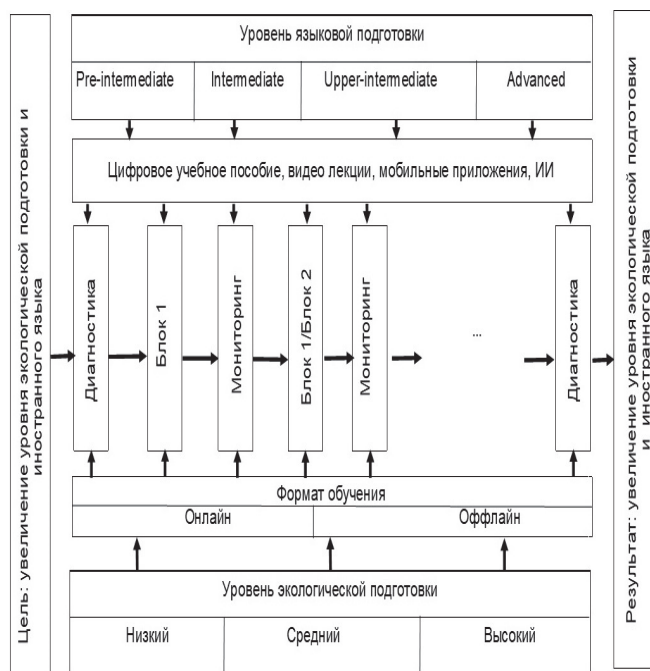 Цель: увеличение уровня экологической подготовки и
иностранного языка
Уровень языковой подготовки
Pre-intermediate
Intermediate
Upper-intermediate
Advanced
Цифровое учебное пособие, видео лекции, мобильные приложения, ИИ
Диагностика
Блок 1
Мониторинг
Блок 1/Блок 2
Мониторинг
...
Диагностика
Формат обучения
Онлайн
Оффлайн
Уровень экологической подготовки
Низкий
Средний
Высокий
Результат: увеличение уровня экологической подготовки
и иностранного языка